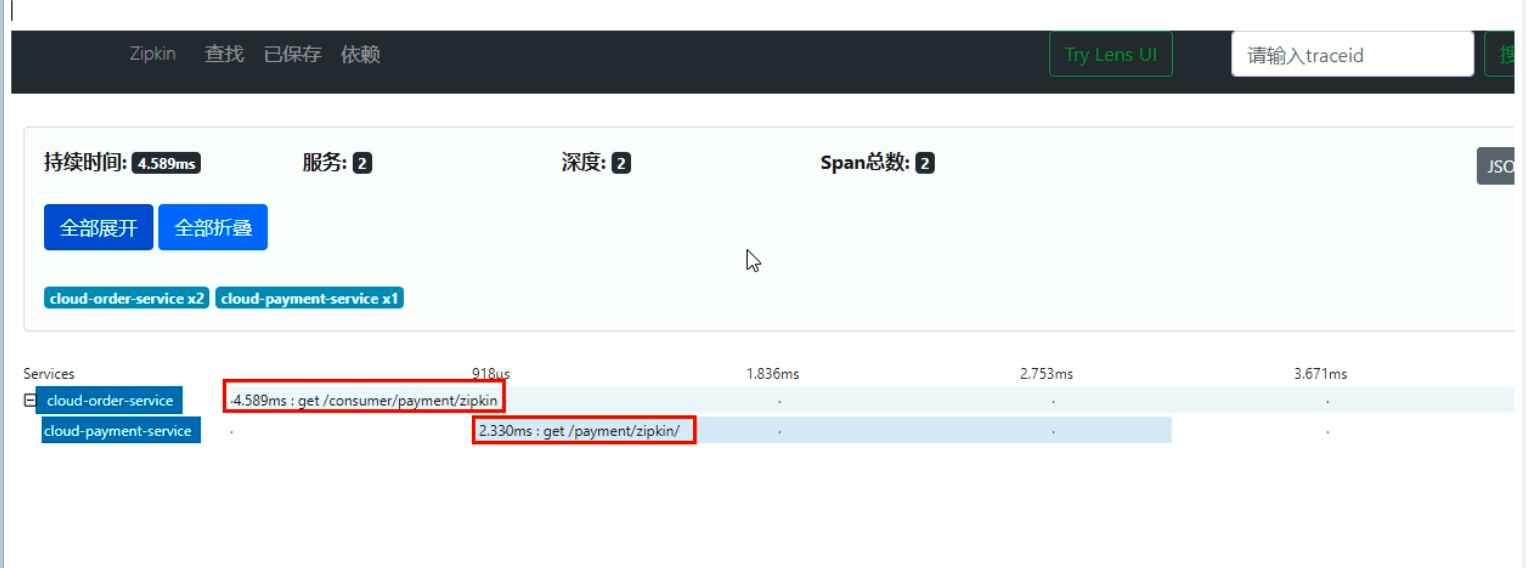 Zipkin 查找 已保存 依赖 Try Lens UI 请输入traceid
持续时间: 4.589ms 服务: 2 深度: 2 Span总数: 2 JSO
全部展开 全部折叠
cloud-order-service x2 cloud-payment-service x1
Services 918μs 1.836ms 2.753ms 3.671ms
cloud-order-service 4.589ms : get /consumer/payment/zipkin
cloud-payment-service 2.330ms : get /payment/zipkin/